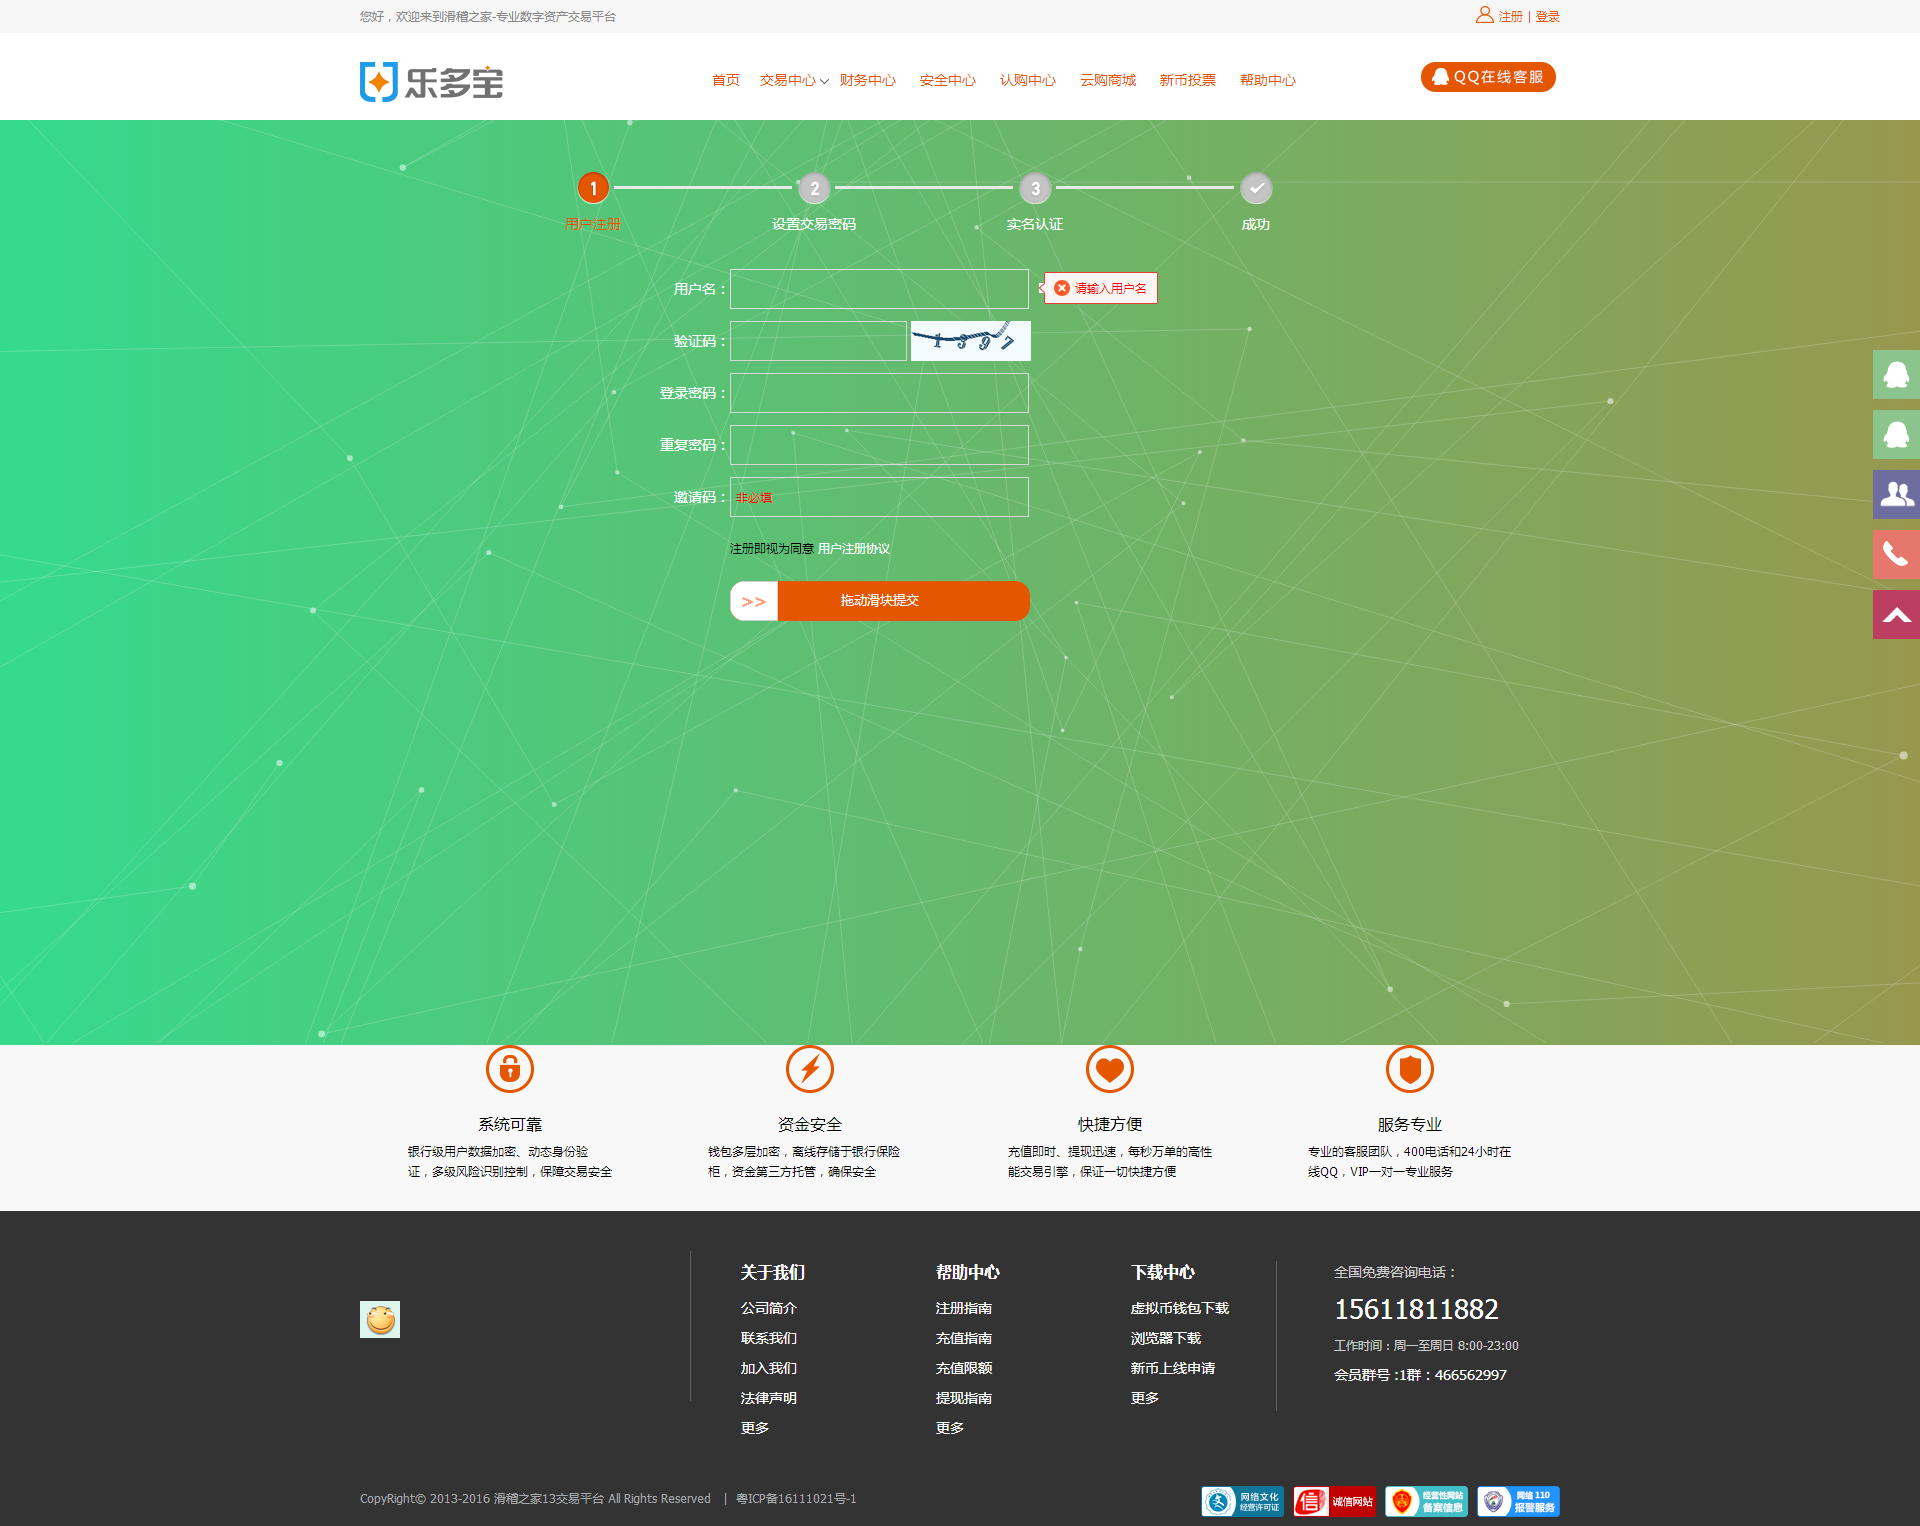 您好，欢迎来到滑稽之家-专业数字资产交易平台
注册 | 登录
乐多宝
首页 交易中心 财务中心 安全中心 认购中心 云购商城 新币投票 帮助中心
QQ在线客服
1 2 3
用户注册 设置交易密码 实名认证 成功
用户名：
请输入用户名
验证码：
1 3 9 7
登录密码：
重复密码：
邀请码： 非必填
注册即视为同意 用户注册协议
>> 拖动滑块提交
系统可靠
银行级用户数据加密、动态身份验
证，多级风险识别控制，保障交易安全
资金安全
钱包多层加密，离线存储于银行保险
柜，资金第三方托管，确保安全
快捷方便
充值即时、提现迅速，每秒万单的高性
能交易引擎，保证一切快捷方便
服务专业
专业的客服团队，400电话和24小时在
线QQ，VIP一对一专业服务
关于我们
公司简介
联系我们
加入我们
法律声明
更多
帮助中心
注册指南
充值指南
充值限额
提现指南
更多
下载中心
虚拟币钱包下载
浏览器下载
新币上线申请
更多
全国免费咨询电话：
15611811882
工作时间：周一至周日 8:00-23:00
会员群号 :1群：466562997
CopyRight© 2013-2016 滑稽之家13交易平台 All Rights Reserved | 粤ICP备16111021号-1
网络文化
经营许可证
信 诚信网站
经营性网站
备案信息
网络 110
报警服务